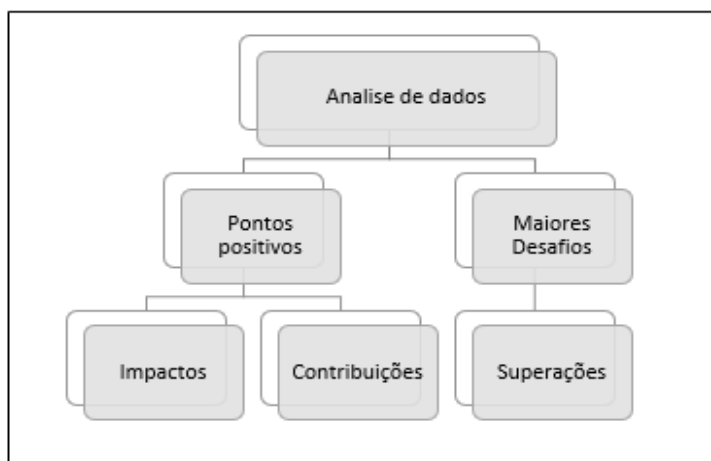 Analise de dados
Pontos
positivos
Maiores
Desafios
Impactos
Contribuições
Superações